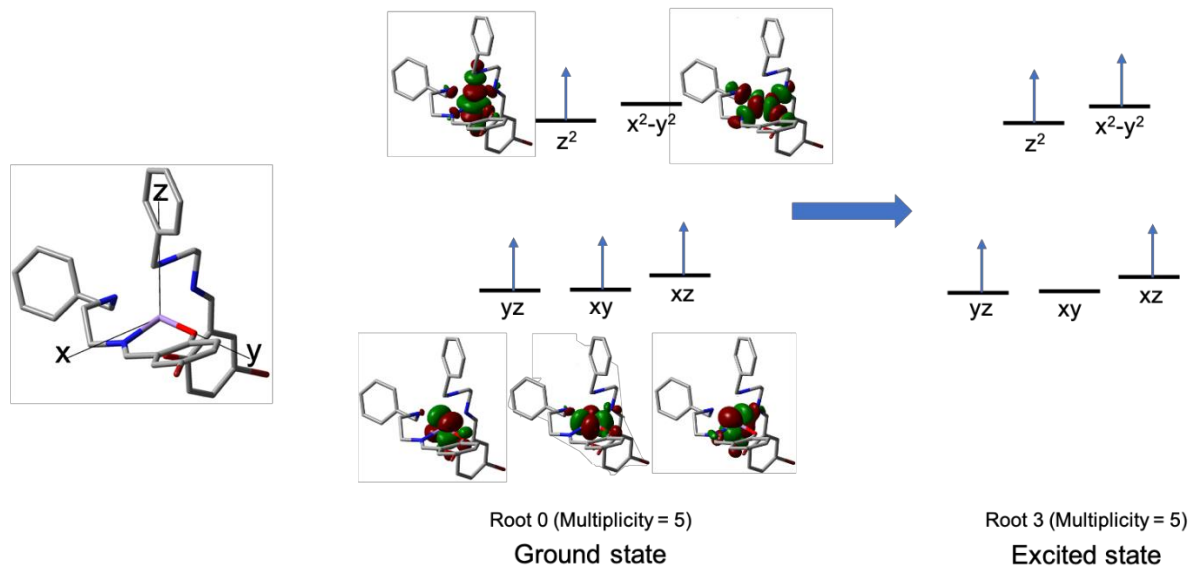 z
x
y
z²
x²-y²
yz
xy
xz
Root 0 (Multiplicity = 5)
Ground state
z²
x²-y²
yz
xy
xz
Root 3 (Multiplicity = 5)
Excited state